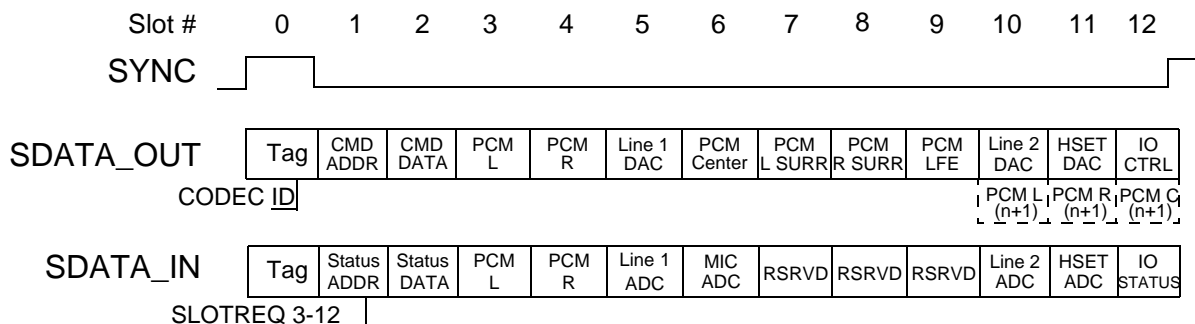 Slot # 0 1 2 3 4 5 6 7 8 9 10 11 12
SYNC
SDATA_OUT Tag CMD ADDR CMD DATA PCM L PCM R Line 1 DAC PCM Center PCM L SURR PCM R SURR PCM LFE Line 2 DAC HSET DAC IO CTRL
CODEC ID PCM L (n+1) PCM R (n+1) PCM C (n+1)
SDATA_IN Tag Status ADDR Status DATA PCM L PCM R Line 1 ADC MIC ADC RSRVD RSRVD RSRVD Line 2 ADC HSET ADC IO STATUS
SLOTREQ 3-12